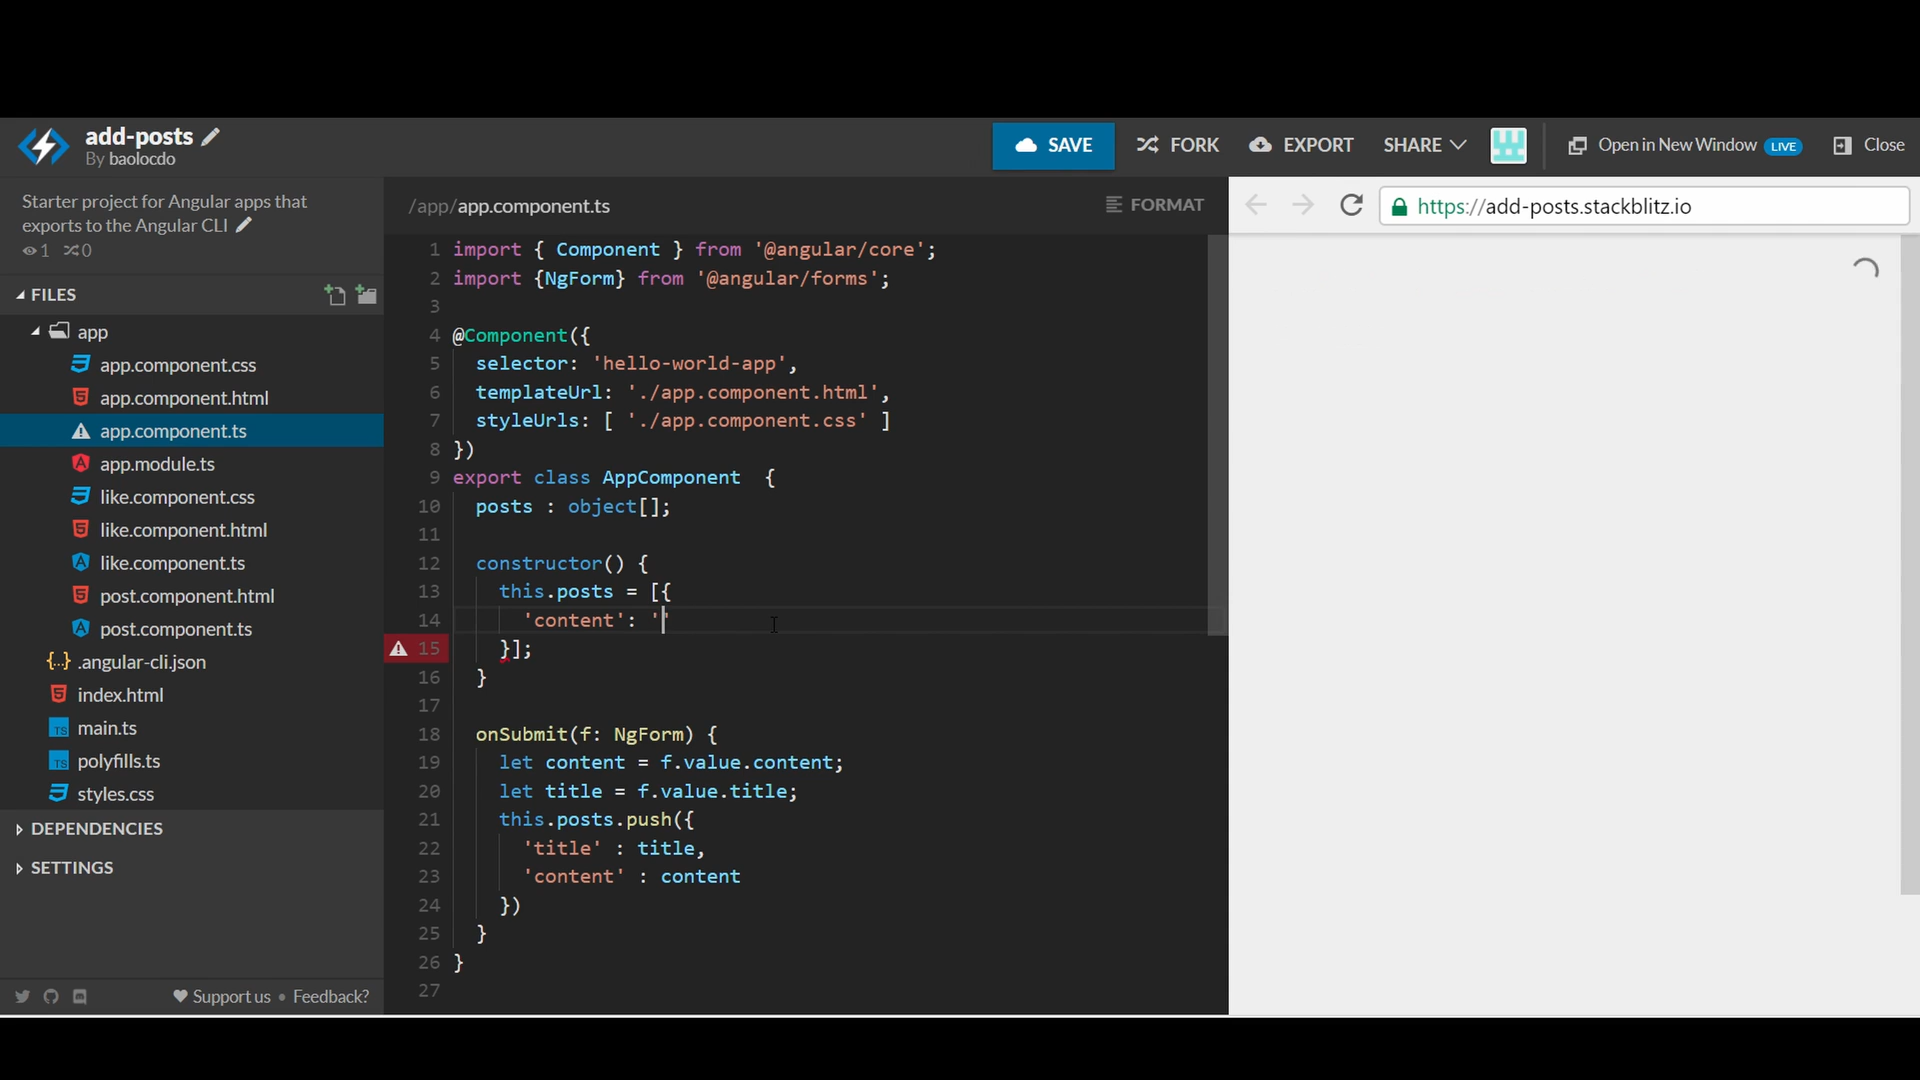 add-posts
By baolocdo
SAVE
FORK
EXPORT
SHARE
Open in New Window LIVE
Close
Starter project for Angular apps that
exports to the Angular CLI
1 0
FILES
app
app.component.css
app.component.html
app.component.ts
app.module.ts
like.component.css
like.component.html
like.component.ts
post.component.html
post.component.ts
{..} .angular-cli.json
index.html
TS main.ts
TS polyfills.ts
styles.css
DEPENDENCIES
SETTINGS
Support us • Feedback?
/app/app.component.ts
FORMAT
1 import { Component } from '@angular/core';
2 import {NgForm} from '@angular/forms';
3
4 @Component({
5 selector: 'hello-world-app',
6 templateUrl: './app.component.html',
7 styleUrls: [ './app.component.css' ]
8 })
9 export class AppComponent  {
10 posts : object[];
11
12 constructor() {
13 this.posts = [{
14 'content': ''
15 }];
16 }
17
18 onSubmit(f: NgForm) {
19 let content = f.value.content;
20 let title = f.value.title;
21 this.posts.push({
22 'title' : title,
23 'content' : content
24 })
25 }
26 }
27
https://add-posts.stackblitz.io